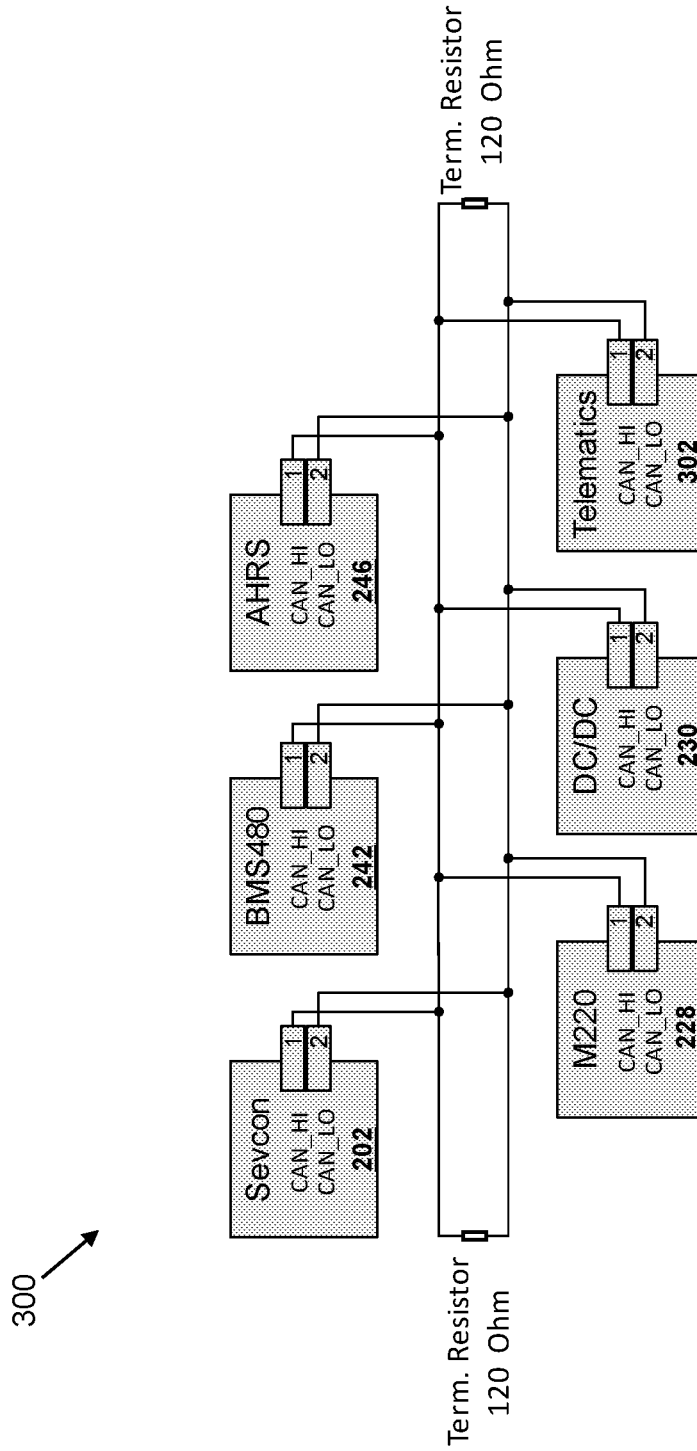 300
Sevcon
CAN_HI
CAN_LO
202
1
2
BMS480
CAN_HI
CAN_LO
242
1
2
AHRS
CAN_HI
CAN_LO
246
1
2
Term. Resistor
120 Ohm
Term. Resistor
120 Ohm
M220
CAN_HI
CAN_LO
228
1
2
DC/DC
CAN_HI
CAN_LO
230
1
2
Telematics
CAN_HI
CAN_LO
302
1
2